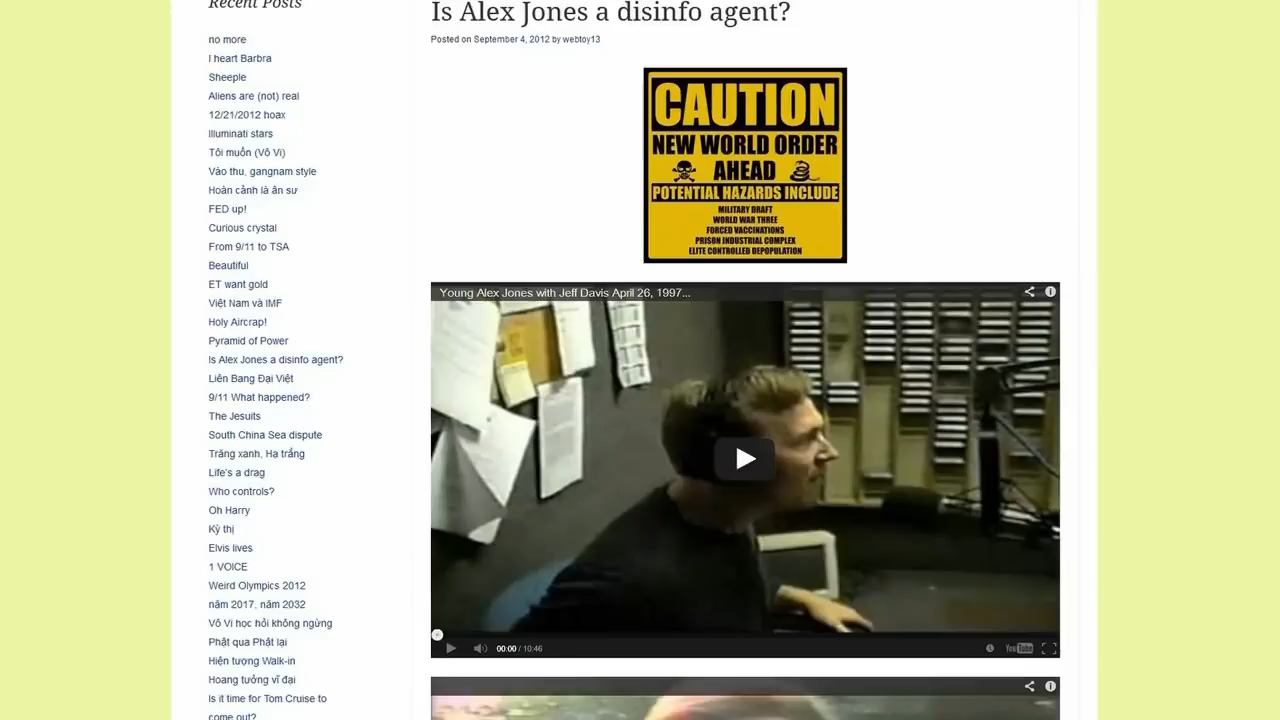 Recent Posts
no more
I heart Barbra
Sheeple
Aliens are (not) real
12/21/2012 hoax
Illuminati stars
Tôi muốn (Vô Vi)
Vào thu, gangnam style
Hoàn cảnh là ân sư
FED up!
Curious crystal
From 9/11 to TSA
Beautiful
ET want gold
Việt Nam và IMF
Holy Aircrap!
Pyramid of Power
Is Alex Jones a disinfo agent?
Liên Bang Đại Việt
9/11 What happened?
The Jesuits
South China Sea dispute
Trăng xanh, Hạ trắng
Life's a drag
Who controls?
Oh Harry
Kỳ thị
Elvis lives
1 VOICE
Weird Olympics 2012
năm 2017, năm 2032
Vô Vi học hỏi không ngừng
Phật qua Phật lại
Hiện tượng Walk-in
Hoang tưởng vĩ đại
Is it time for Tom Cruise to
come out?
Is Alex Jones a disinfo agent?
Posted on September 4, 2012 by webtoy13
CAUTION
NEW WORLD ORDER
AHEAD
POTENTIAL HAZARDS INCLUDE
MILITARY DRAFT
WORLD WAR THREE
FORCED VACCINATIONS
PRISON INDUSTRIAL COMPLEX
ELITE CONTROLLED DEPOPULATION
Young Alex Jones with Jeff Davis April 26, 1997...
00:00 / 10:46
YouTube